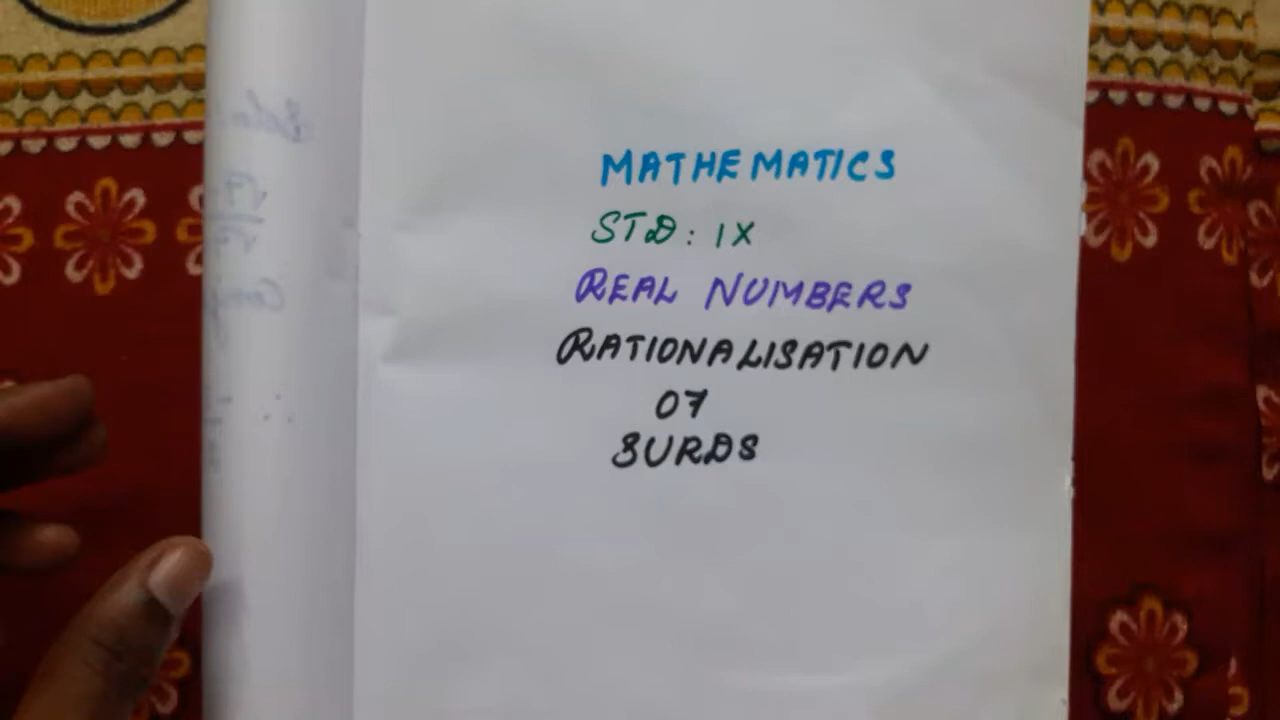 MATHEMATICS
STD: IX
REAL NUMBERS
RATIONALISATION
OF
SURDS